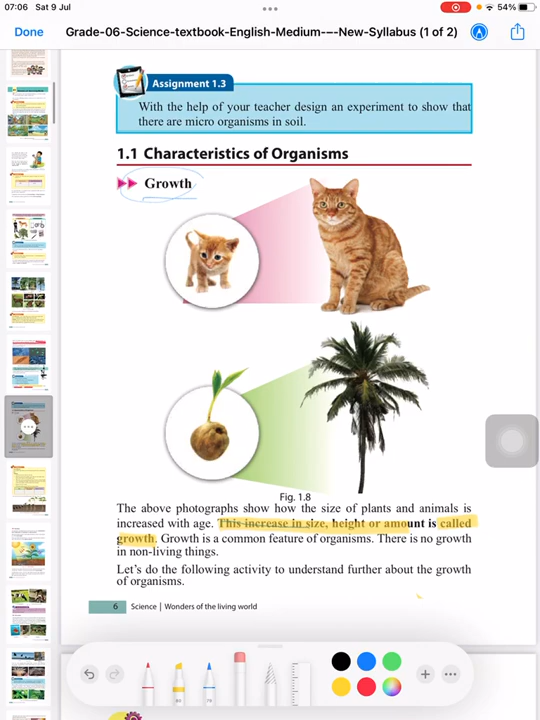 07:06 Sat 9 Jul
54%
Done
Grade-06-Science-textbook-English-Medium-–-New-Syllabus (1 of 2)
Assignment 1.3
With the help of your teacher design an experiment to show that
there are micro organisms in soil.
1.1 Characteristics of Organisms
Growth
Fig. 1.8
The above photographs show how the size of plants and animals is
increased with age. This increase in size, height or amount is called
growth. Growth is a common feature of organisms. There is no growth
in non-living things.
Let's do the following activity to understand further about the growth
of organisms.
6 Science | Wonders of the living world